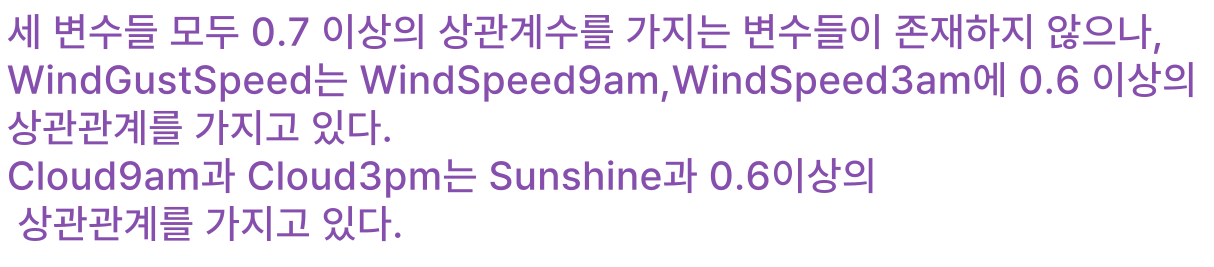 세 변수들 모두 0.7 이상의 상관계수를 가지는 변수들이 존재하지 않으나,
WindGustSpeed는 WindSpeed9am,WindSpeed3am에 0.6 이상의
상관관계를 가지고 있다.
Cloud9am과 Cloud3pm는 Sunshine과 0.6이상의
상관관계를 가지고 있다.